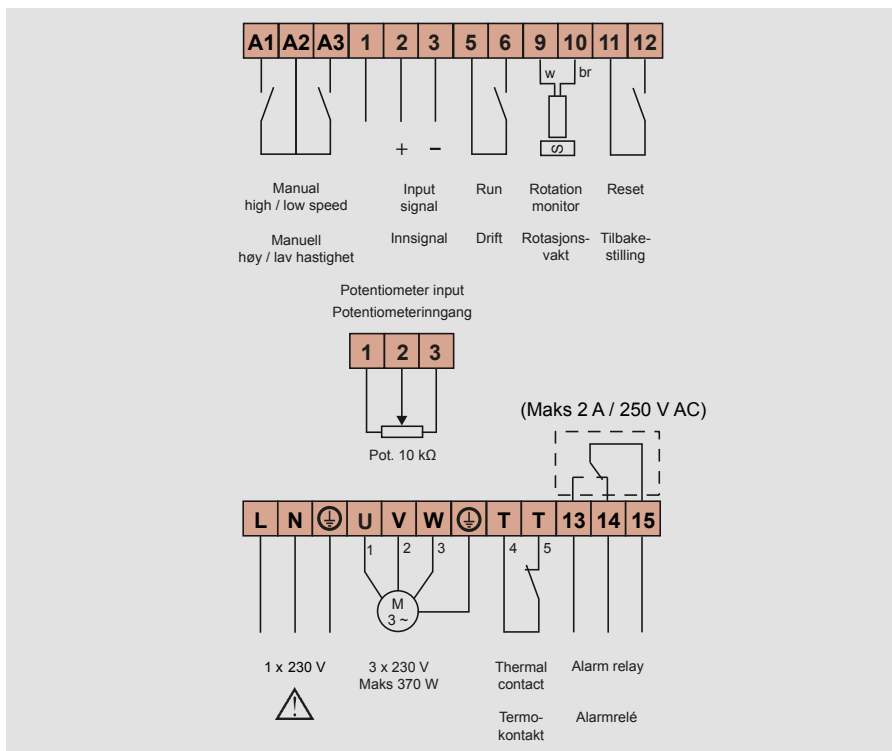 A1 A2 A3 1 2 3 5 6 9 10 11 12
w br
+ −
S
Manual
high / low speed
Input
signal
Run
Rotation
monitor
Reset
Manuell
høy / lav hastighet
Innsignal
Drift
Rotasjons-
vakt
Tilbake-
stilling
Potentiometer input
Potentiometerinngang
1 2 3
Pot. 10 kΩ
(Maks 2 A / 250 V AC)
L N U V W T T 13 14 15
1 2 3 4 5
M
3 ~
1 x 230 V
3 x 230 V
Maks 370 W
Thermal
contact
Alarm relay
Termo-
kontakt
Alarmrelé